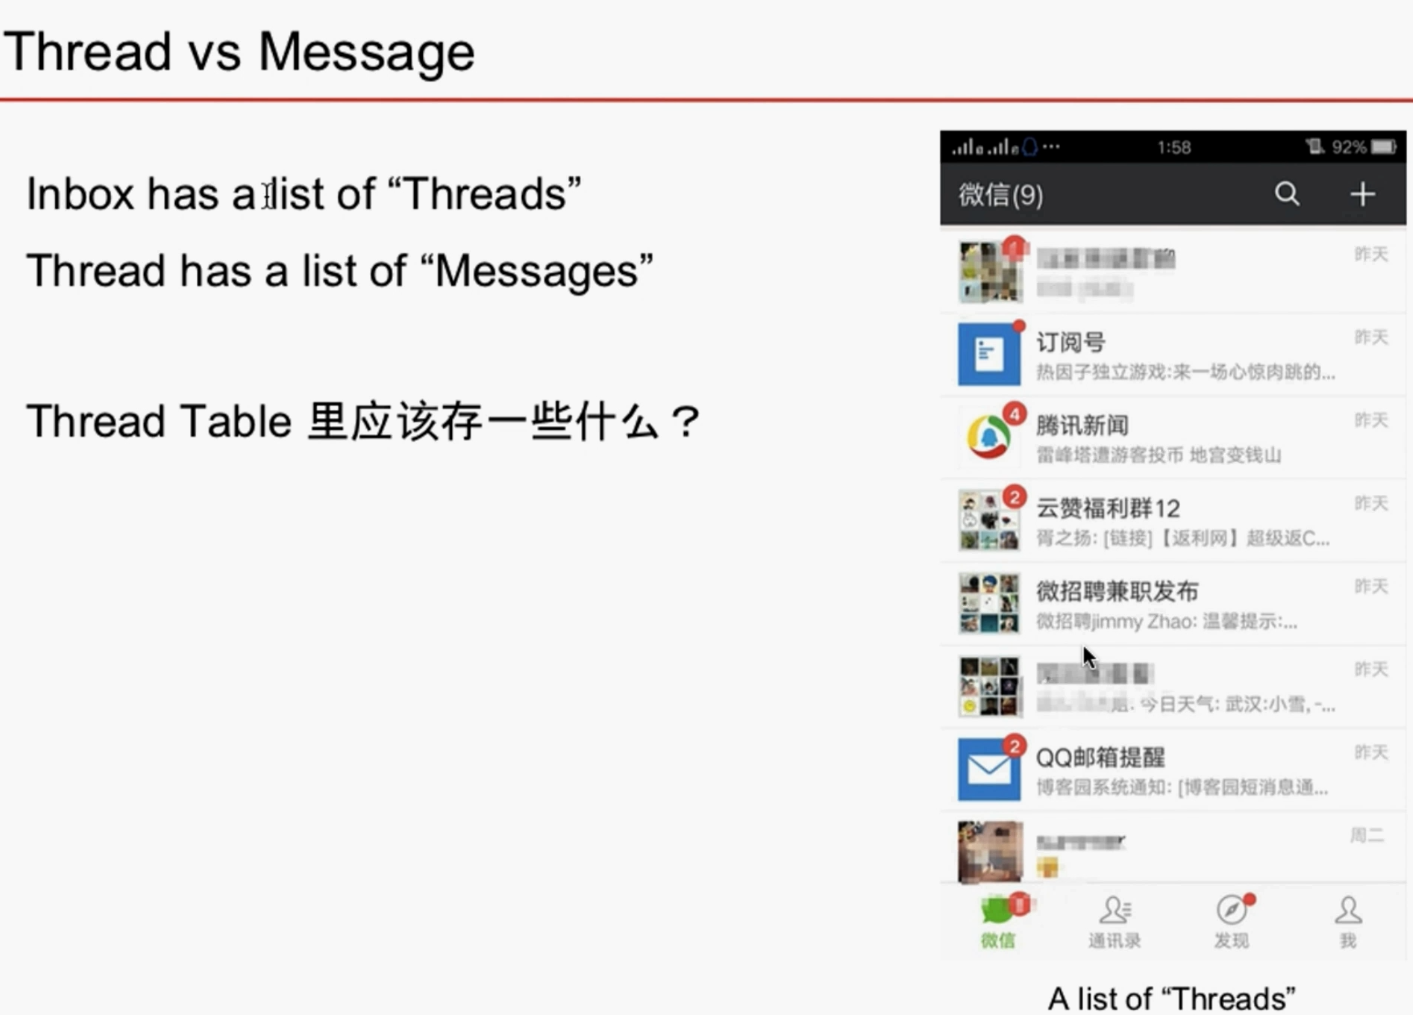 Thread vs Message
Inbox has a list of “Threads”
Thread has a list of “Messages”
Thread Table 里应该存一些什么？
1:58
92%
微信(9)
昨天
订阅号
昨天
热因子独立游戏:来一场心惊肉跳的...
4
腾讯新闻
昨天
雷峰塔遭游客投币 地宫变钱山
2
云赞福利群12
昨天
胥之扬: [链接]【返利网】超级返C...
微招聘兼职发布
昨天
微招聘jimmy Zhao: 温馨提示:...
昨天
今日天气: 武汉:小雪, -...
2
QQ邮箱提醒
昨天
博客园系统通知: [博客园短消息通...
周二
微信
通讯录
发现
我
A list of “Threads”